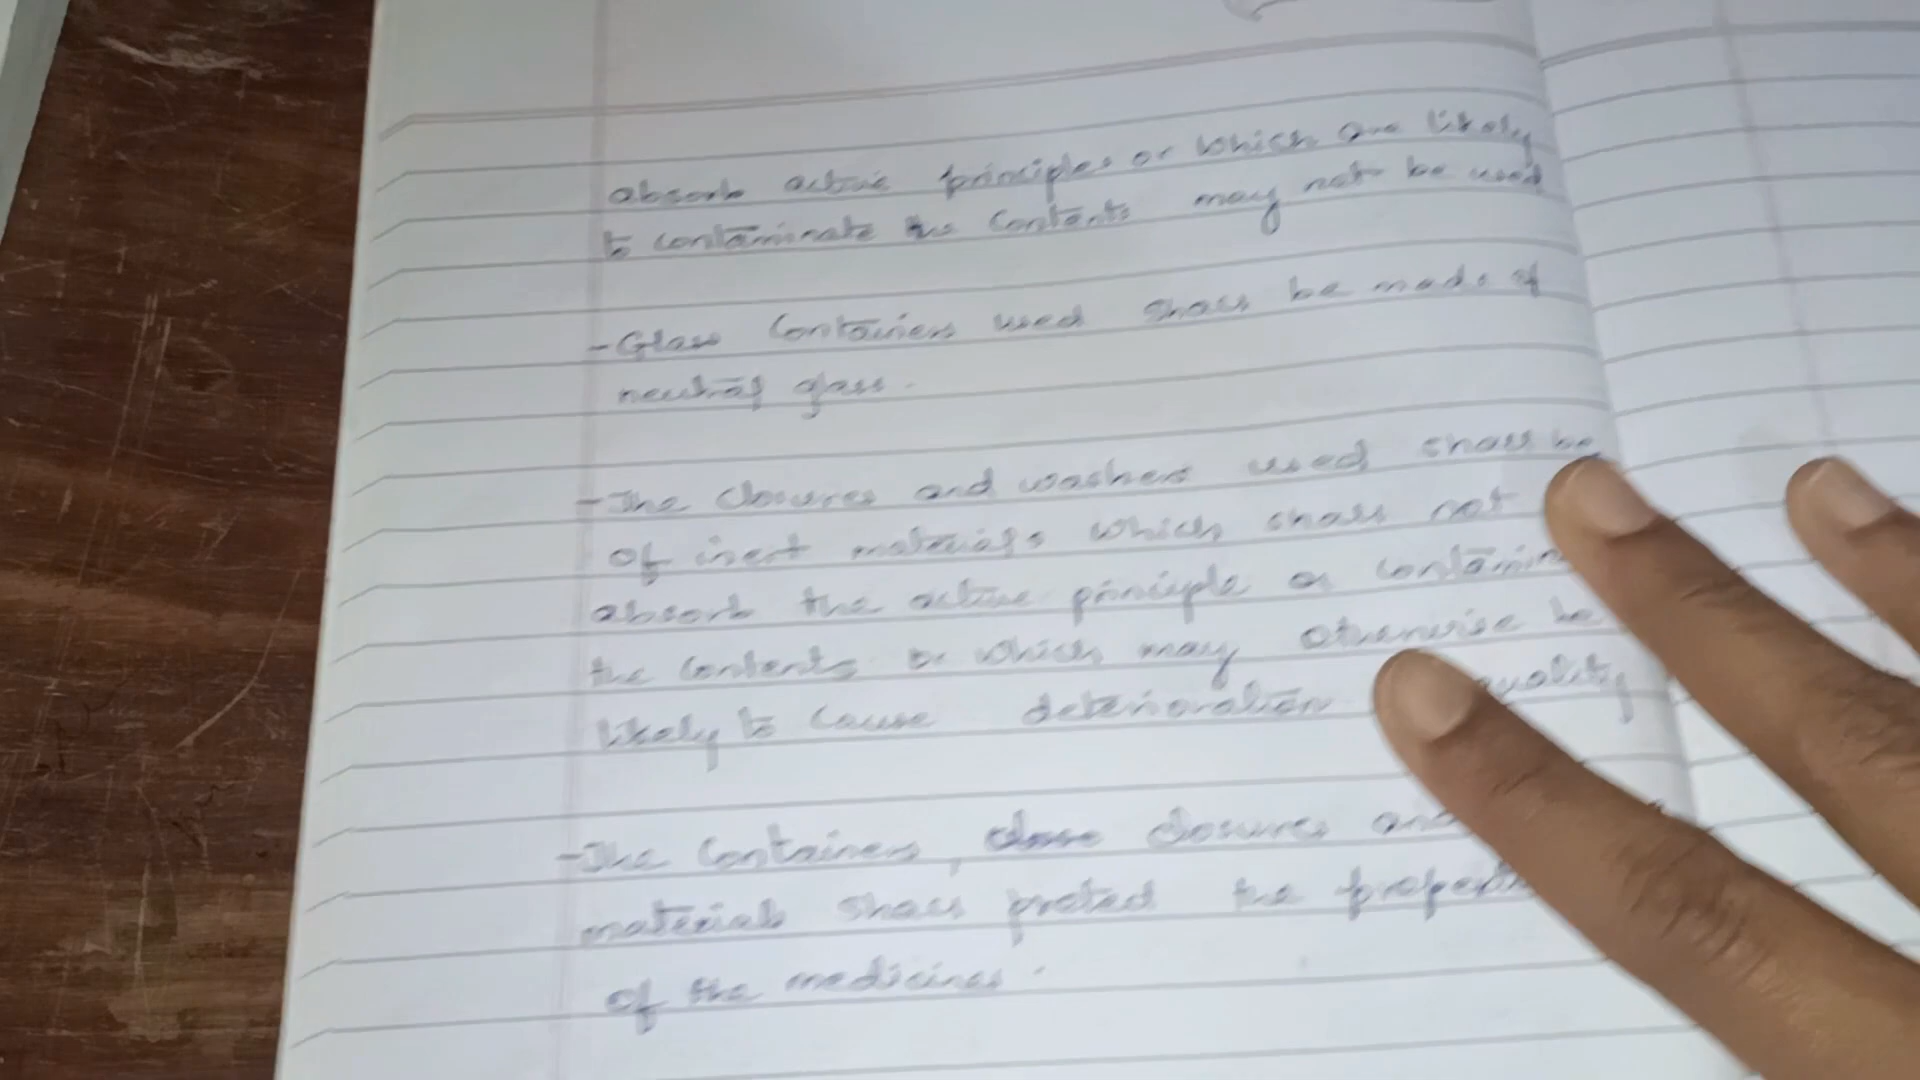 absorb active principles or which are likely
to contaminate the contents may not be used
- Glass containers used shall be made of
neutral glass.
- The closures and washers used shall be
of inert materials which shall not
absorb the active principle or contamin
the contents or which may otherwise be
likely to cause deterioration quality
- The containers, closures and
materials shall protect the propert
of the medicines.